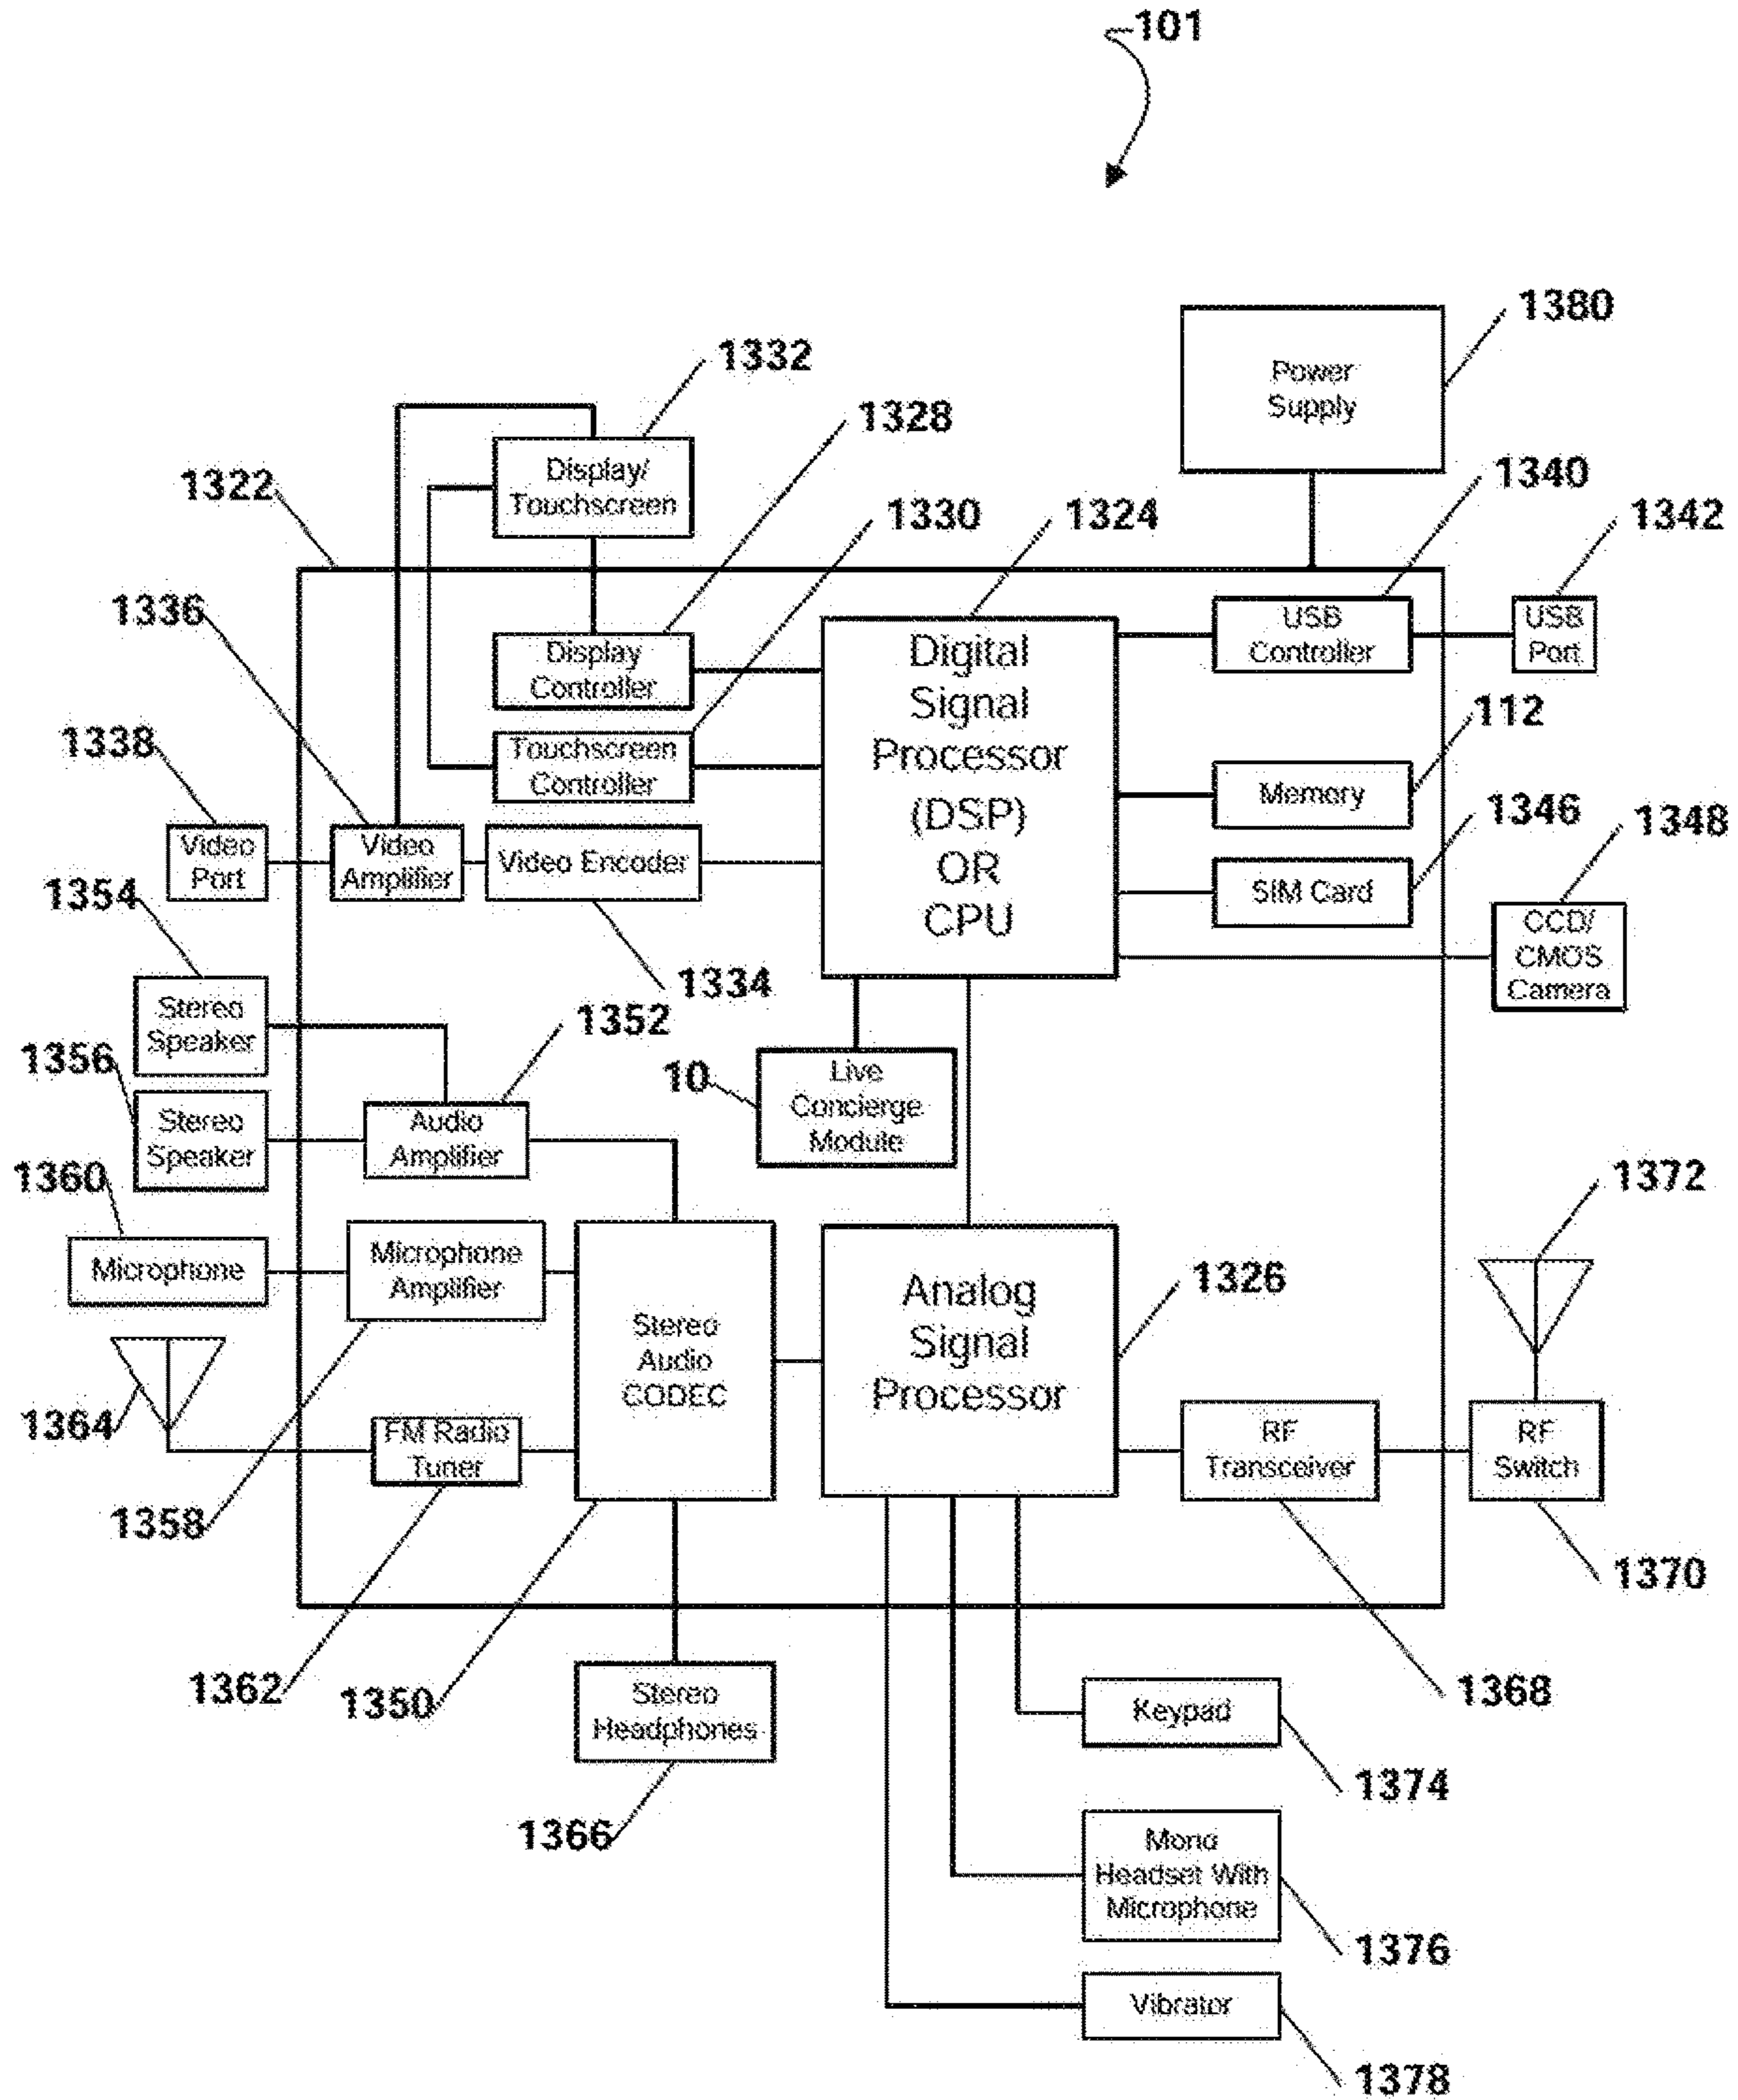 101
1380
Power
Supply
1332
1328
Display/
Touchscreen
1322
1330
1324
1340
1342
1336
USB
Controller
USB
Port
Display
Controller
Digital
Signal
Processor
(DSP)
OR
CPU
112
1338
Touchscreen
Controller
Memory
1346
1348
Video
Port
Video
Amplifier
Video Encoder
SIM Card
1354
CCD/
CMOS
Camera
1334
Stereo
Speaker
1352
1356
10
Live
Concierge
Module
Stereo
Speaker
Audio
Amplifier
1360
1372
Microphone
Microphone
Amplifier
Stereo
Audio
CODEC
Analog
Signal
Processor
1326
1364
FM Radio
Tuner
RF
Transceiver
RF
Switch
1358
1370
1362
1350
Stereo
Headphones
1368
Keypad
1374
1366
Mono
Headset With
Microphone
1376
Vibrator
1378